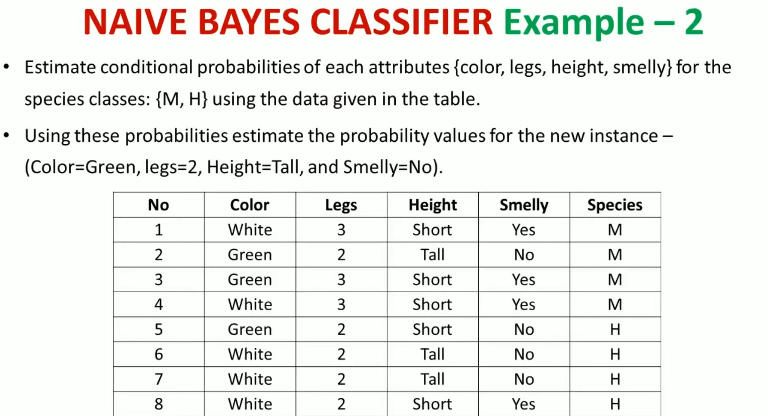 NAIVE BAYES CLASSIFIER Example – 2
• Estimate conditional probabilities of each attributes {color, legs, height, smelly} for the
species classes: {M, H} using the data given in the table.
• Using these probabilities estimate the probability values for the new instance –
(Color=Green, legs=2, Height=Tall, and Smelly=No).
No Color Legs Height Smelly Species
1 White 3 Short Yes M
2 Green 2 Tall No M
3 Green 3 Short Yes M
4 White 3 Short Yes M
5 Green 2 Short No H
6 White 2 Tall No H
7 White 2 Tall No H
8 White 2 Short Yes H